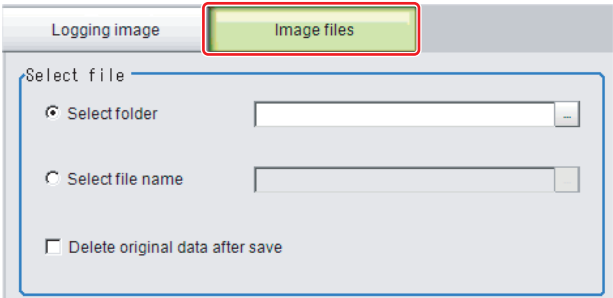 Logging image
Image files
Select file
Select folder
...
Select file name
...
Delete original data after save